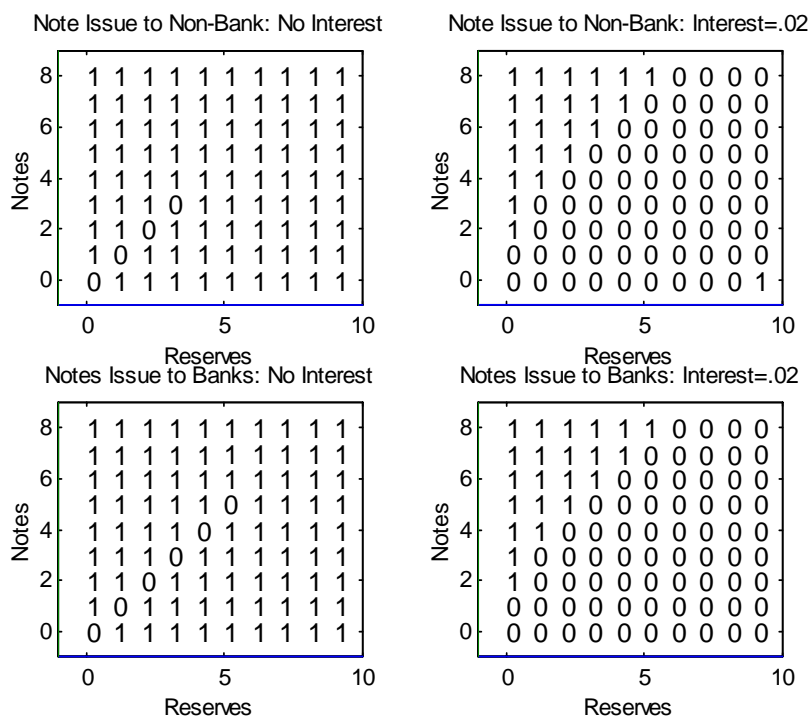 Note Issue to Non-Bank: No Interest
Notes
8 1 1 1 1 1 1 1 1 1 1
1 1 1 1 1 1 1 1 1 1
6 1 1 1 1 1 1 1 1 1 1
1 1 1 1 1 1 1 1 1 1
4 1 1 1 1 1 1 1 1 1 1
1 1 1 0 1 1 1 1 1 1
2 1 1 0 1 1 1 1 1 1 1
1 0 1 1 1 1 1 1 1 1
0 0 1 1 1 1 1 1 1 1 1
0 5 10
Reserves
Note Issue to Non-Bank: Interest=.02
Notes
8 1 1 1 1 1 1 0 0 0 0
1 1 1 1 1 0 0 0 0 0
6 1 1 1 1 0 0 0 0 0 0
1 1 1 0 0 0 0 0 0 0
4 1 1 0 0 0 0 0 0 0 0
1 0 0 0 0 0 0 0 0 0
2 1 0 0 0 0 0 0 0 0 0
0 0 0 0 0 0 0 0 0 0
0 0 0 0 0 0 0 0 0 0 1
0 5 10
Reserves
Notes Issue to Banks: No Interest
Notes
8 1 1 1 1 1 1 1 1 1 1
1 1 1 1 1 1 1 1 1 1
6 1 1 1 1 1 1 1 1 1 1
1 1 1 1 1 0 1 1 1 1
4 1 1 1 1 0 1 1 1 1 1
1 1 1 0 1 1 1 1 1 1
2 1 1 0 1 1 1 1 1 1 1
1 0 1 1 1 1 1 1 1 1
0 0 1 1 1 1 1 1 1 1 1
0 5 10
Reserves
Notes Issue to Banks: Interest=.02
Notes
8 1 1 1 1 1 1 0 0 0 0
1 1 1 1 1 0 0 0 0 0
6 1 1 1 1 0 0 0 0 0 0
1 1 1 0 0 0 0 0 0 0
4 1 1 0 0 0 0 0 0 0 0
1 0 0 0 0 0 0 0 0 0
2 1 0 0 0 0 0 0 0 0 0
0 0 0 0 0 0 0 0 0 0
0 0 0 0 0 0 0 0 0 0 0
0 5 10
Reserves